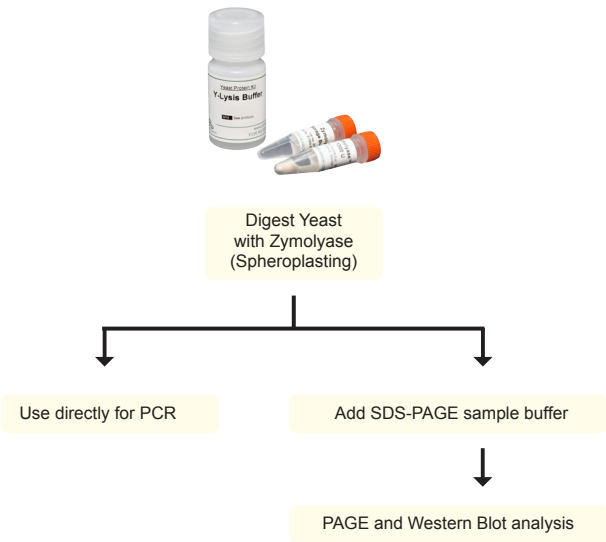 Yeast Protein Kit
Y-Lysis Buffer
Digest Yeast
with Zymolyase
(Spheroplasting)
Use directly for PCR
Add SDS-PAGE sample buffer
PAGE and Western Blot analysis